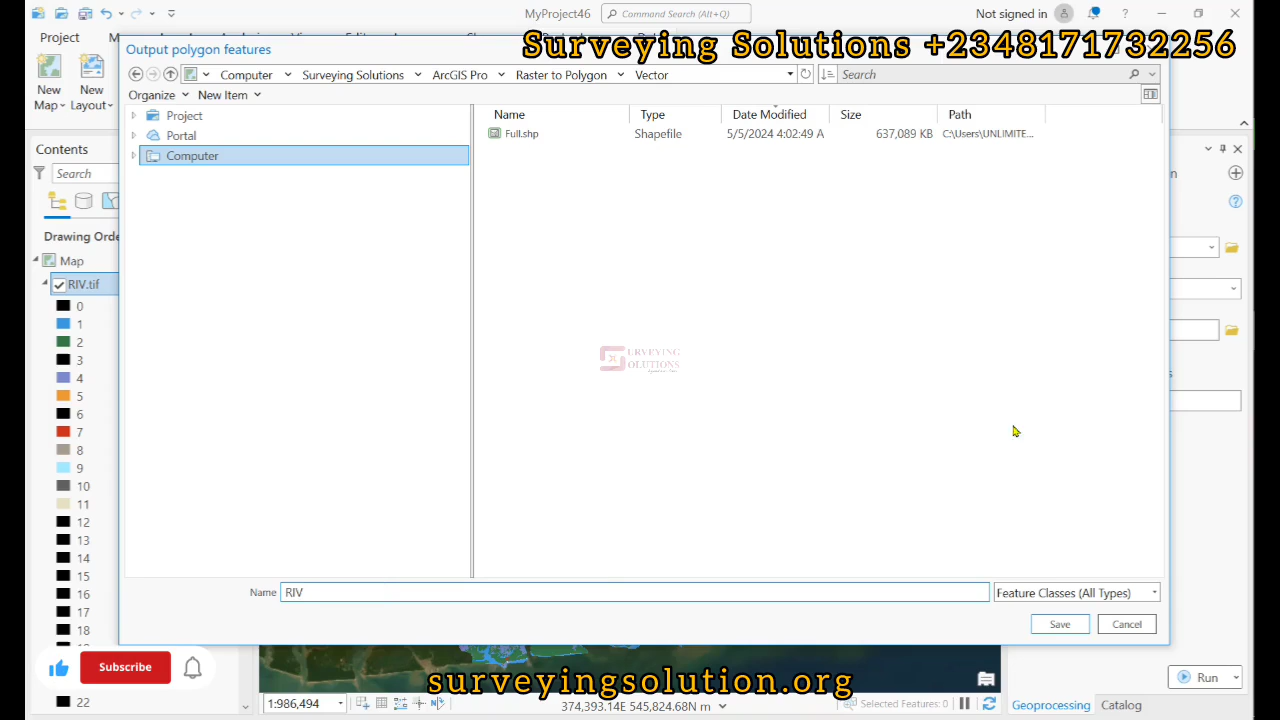 MyProject46
Command Search (Alt+Q)
Not signed in
Project
Surveying Solutions +2348171732256
Output polygon features
Computer
Surveying Solutions
ArcGIS Pro
Raster to Polygon
Vector
Search
Organize
New Item
New
Map
New
Layout
Project
Portal
Computer
Name
Type
Date Modified
Size
Path
Full.shp
Shapefile
5/5/2024 4:02:49 A
637,089 KB
C:\Users\UNLIMITE...
Contents
Search
Drawing Orde
Map
RIV.tif
0
1
2
3
4
5
6
7
8
9
10
11
12
13
14
15
16
17
18
22
URVEYING
OLUTIONS
Name
RIV
Feature Classes (All Types)
Save
Cancel
Subscribe
surveyingsolution.org
1:986,494
374,393.14E 545,824.68N m
Selected Features: 0
Run
Geoprocessing
Catalog